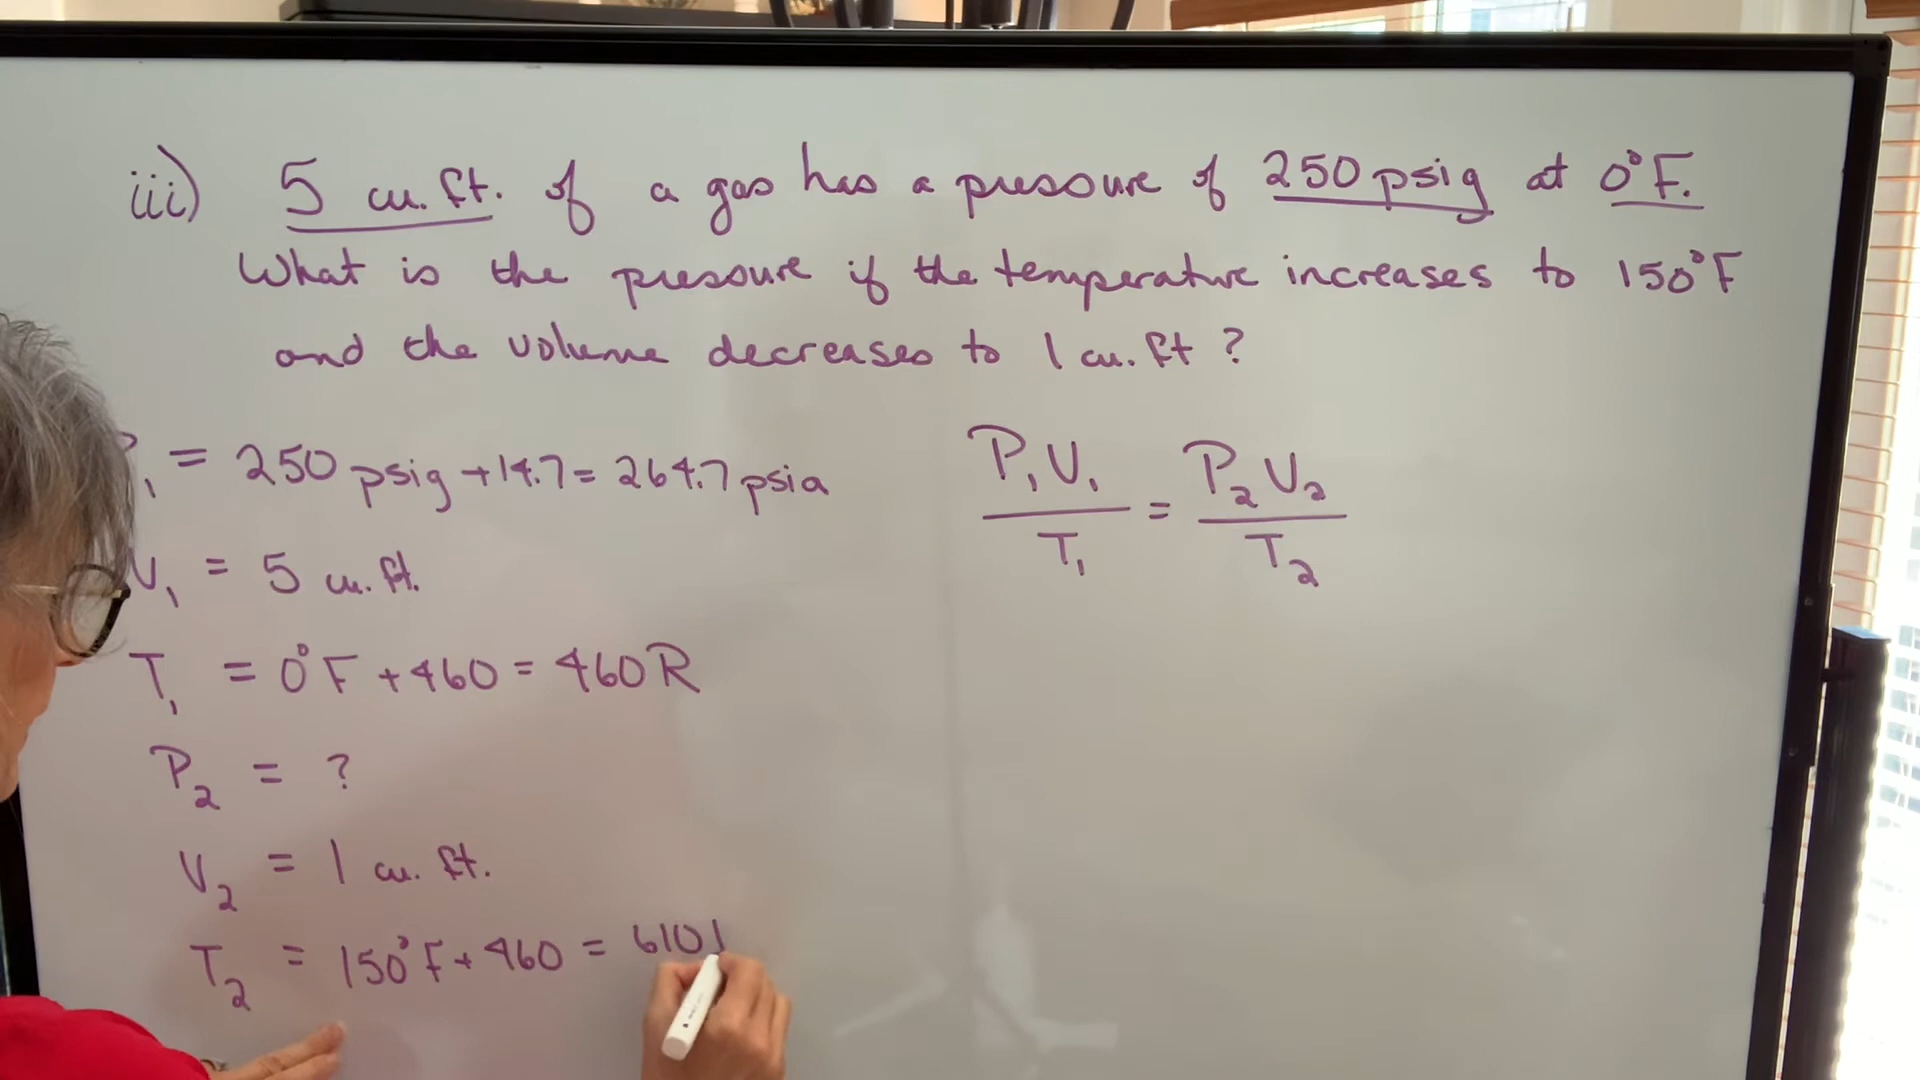 iii) 5 cu.ft. of a gas has a pressure of 250 psig at 0°F.
What is the pressure if the temperature increases to 150°F
and the volume decreases to 1 cu.ft ?
P₁ = 250 psig + 14.7 = 264.7 psia
V₁ = 5 cu.ft.
T₁ = 0°F + 460 = 460R
P₂ = ?
V₂ = 1 cu. ft.
T₂ = 150°F + 460 = 610
P₁V₁ / T₁ = P₂V₂ / T₂